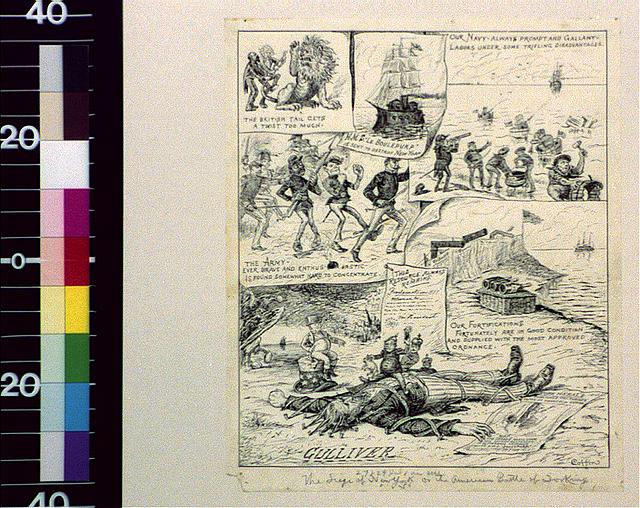 40
20
0
20
40
THE BRITISH TAIL GETS
A TWIST TOO MUCH.
H.M.S. "LE BOULEPURP"
IS SENT TO DESTROY NEW YORK
OUR NAVY - ALWAYS PROMPT AND GALLANT -
LABORS UNDER SOME TRIFLING DISADVANTAGES.
THE ARMY -
EVER BRAVE AND ENTHUSIASTIC
IS FOUND SOMEWHAT HARD TO CONCENTRATE
ALWAYS
OUR FORTIFICATIONS
FORTUNATELY ARE IN GOOD CONDITION
AND SUPPLIED WITH THE MOST APPROVED
ORDNANCE.
GULLIVER
Coffin
The Siege of New York or the American Battle of Dorking